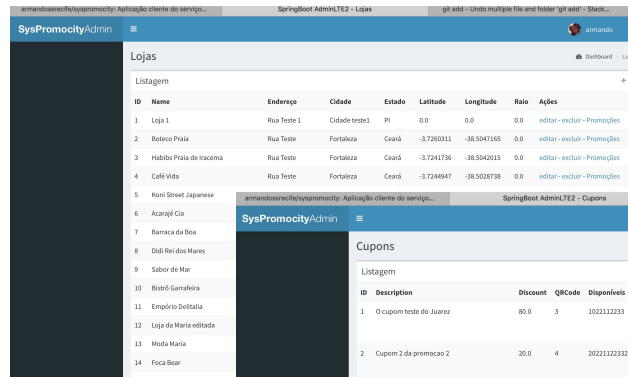 armandossrecife/syspromocity: Aplicação cliente do serviço...
SpringBoot AdminLTE2 - Lojas
git add - Undo multiple file and folder 'git add' - Stack...
SysPromocityAdmin
armando
Lojas
Dashboard
Listagem
ID Name Endereço Cidade Estado Latitude Longitude Raio Ações
1 Loja 1 Rua Teste 1 Cidade teste1 PI 0.0 0.0 0.0 editar - excluir - Promoções
2 Boteco Praia Rua Teste Fortaleza Ceará -3.7260311 -38.5047165 0.0 editar - excluir - Promoções
3 Habibs Praia de Iracema Rua Teste Fortaleza Ceará -3.7241736 -38.5042015 0.0 editar - excluir - Promoções
4 Café Vida Rua Teste Fortaleza Ceará -3.7244947 -38.5028738 0.0 editar - excluir - Promoções
5 Koni Street Japanese
6 Acarajé Cia
7 Barraca da Boa
8 Didi Rei dos Mares
9 Sabor de Mar
10 Bistrô Garrafeira
11 Empório Delitalia
12 Loja da Maria editada
13 Moda Maria
14 Foca Bear
armandossrecife/syspromocity: Aplicação cliente do serviço...
SpringBoot AdminLTE2 - Cupons
SysPromocityAdmin
Cupons
Listagem
ID Description Discount QRCode Disponíveis
1 O cupom teste do Juarez 80.0 3 1022112233
2 Cupom 2 da promocao 2 20.0 4 20221122332